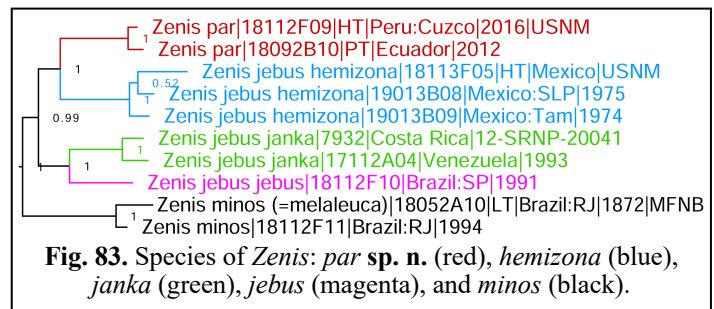 Zenis par|18112F09|HT|Peru:Cuzco|2016|USNM
1
Zenis par|18092B10|PT|Ecuador|2012
1
Zenis jebus hemizona|18113F05|HT|Mexico|USNM
0.52
Zenis jebus hemizona|19013B08|Mexico:SLP|1975
1
Zenis jebus hemizona|19013B09|Mexico:Tam|1974
0.99
Zenis jebus janka|7932|Costa Rica|12-SRNP-20041
1
Zenis jebus janka|17112A04|Venezuela|1993
1
1
Zenis jebus jebus|18112F10|Brazil:SP|1991
Zenis minos (=melaleuca)|18052A10|LT|Brazil:RJ|1872|MFNB
1
Zenis minos|18112F11|Brazil:RJ|1994
Fig. 83. Species of Zenis: par sp. n. (red), hemizona (blue),
janka (green), jebus (magenta), and minos (black).